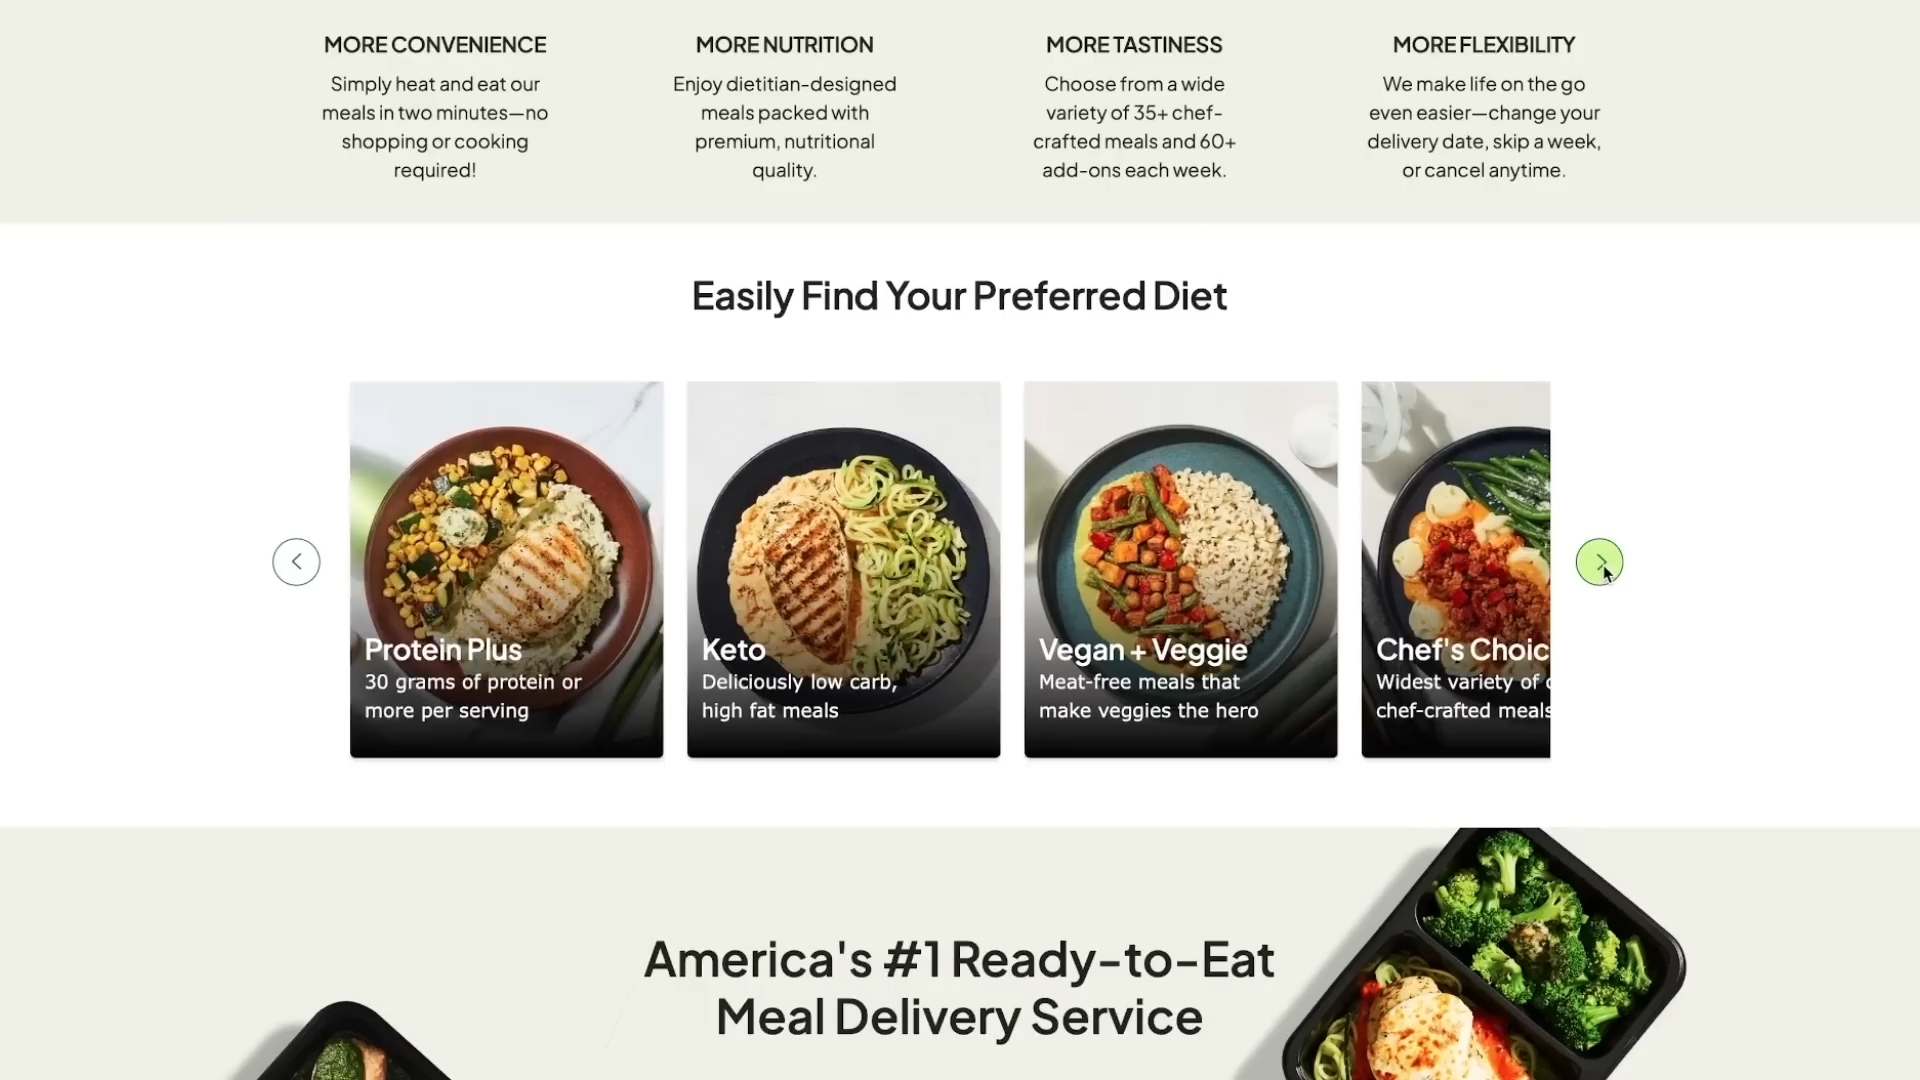 MORE CONVENIENCE
Simply heat and eat our
meals in two minutes—no
shopping or cooking
required!
MORE NUTRITION
Enjoy dietitian-designed
meals packed with
premium, nutritional
quality.
MORE TASTINESS
Choose from a wide
variety of 35+ chef-
crafted meals and 60+
add-ons each week.
MORE FLEXIBILITY
We make life on the go
even easier—change your
delivery date, skip a week,
or cancel anytime.
Easily Find Your Preferred Diet
Protein Plus
30 grams of protein or
more per serving
Keto
Deliciously low carb,
high fat meals
Vegan + Veggie
Meat-free meals that
make veggies the hero
Chef's Choic
Widest variety of
chef-crafted meals
America's #1 Ready-to-Eat
Meal Delivery Service